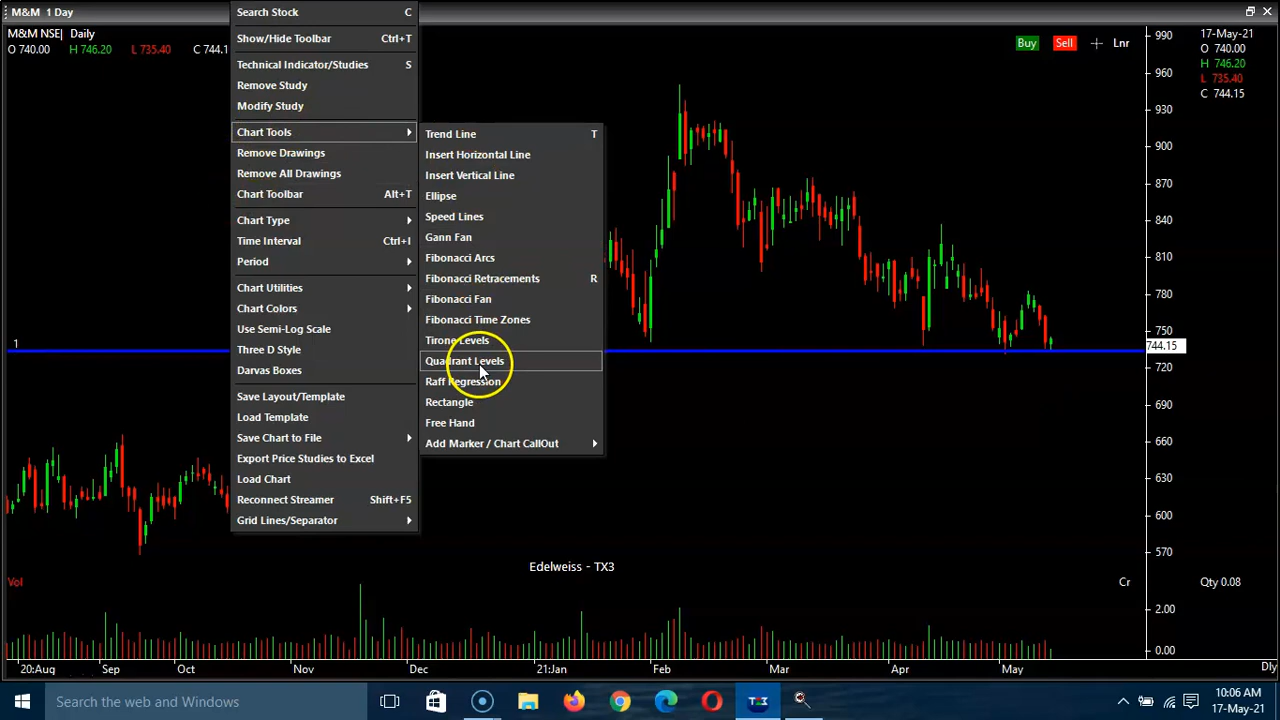 M&M 1 Day
M&M NSE| Daily
O 740.00 H 746.20 L 735.40 C 744.1
Search Stock C
Show/Hide Toolbar Ctrl+T
Technical Indicator/Studies S
Remove Study
Modify Study
Chart Tools
Remove Drawings
Remove All Drawings
Chart Toolbar Alt+T
Chart Type
Time Interval Ctrl+I
Period
Chart Utilities
Chart Colors
Use Semi-Log Scale
Three D Style
Darvas Boxes
Save Layout/Template
Load Template
Save Chart to File
Export Price Studies to Excel
Load Chart
Reconnect Streamer Shift+F5
Grid Lines/Separator
Trend Line T
Insert Horizontal Line
Insert Vertical Line
Ellipse
Speed Lines
Gann Fan
Fibonacci Arcs
Fibonacci Retracements R
Fibonacci Fan
Fibonacci Time Zones
Tirone Levels
Quadrant Levels
Raff Regression
Rectangle
Free Hand
Add Marker / Chart CallOut
Buy Sell Lnr
990
960
930
900
870
840
810
780
750
744.15
720
690
660
630
600
570
17-May-21
O 740.00
H 746.20
L 735.40
C 744.15
1
Edelweiss - TX3
Vol
Cr
Qty 0.08
2.00
0.00
20:Aug Sep Oct Nov Dec 21:Jan Feb Mar Apr May Dly
Search the web and Windows
TX3
10:06 AM
17-May-21